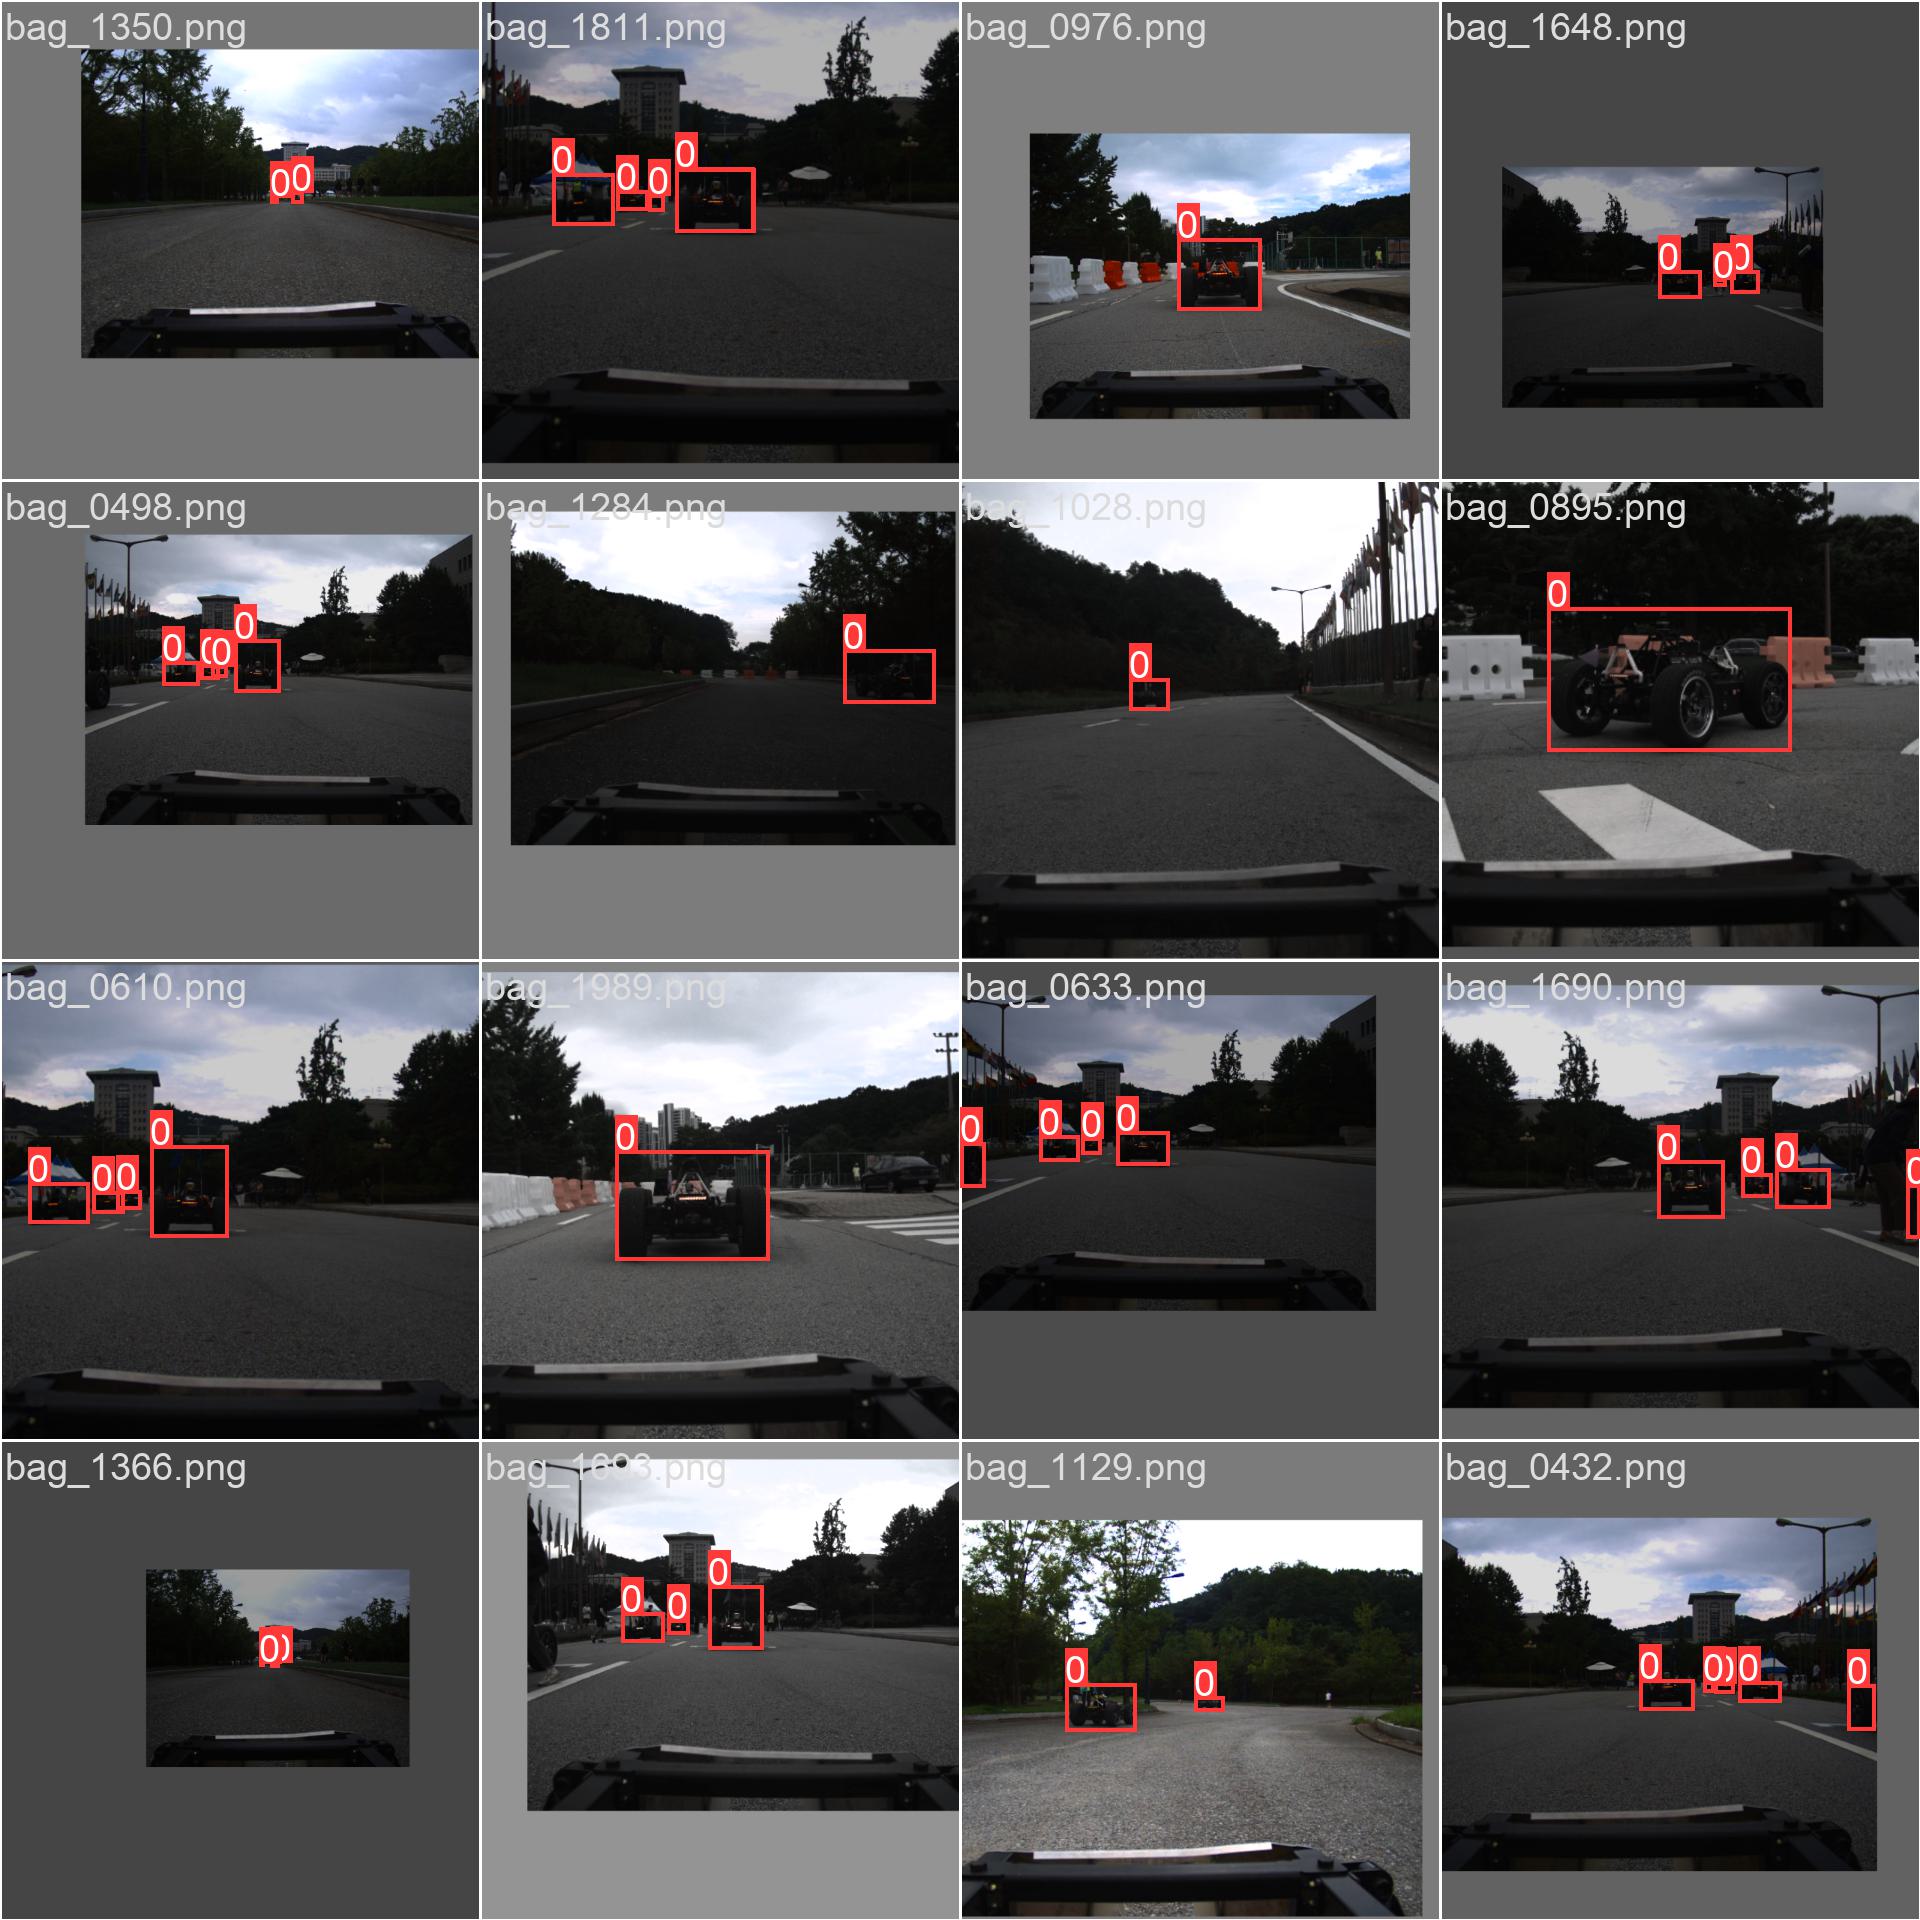 bag_1350.png
bag_1811.png
bag_0976.png
bag_1648.png
0 0
0 0 0 0
0
0 0 0
bag_0498.png
bag_1284.png
bag_1028.png
bag_0895.png
0 0 0 0
0
0
0
bag_0610.png
bag_1989.png
bag_0633.png
bag_1690.png
0 0 0 0
0
0 0 0 0
0 0 0 0
bag_1366.png
bag_1693.png
bag_1129.png
bag_0432.png
0 0
0 0 0
0 0
0 0 0 0 0